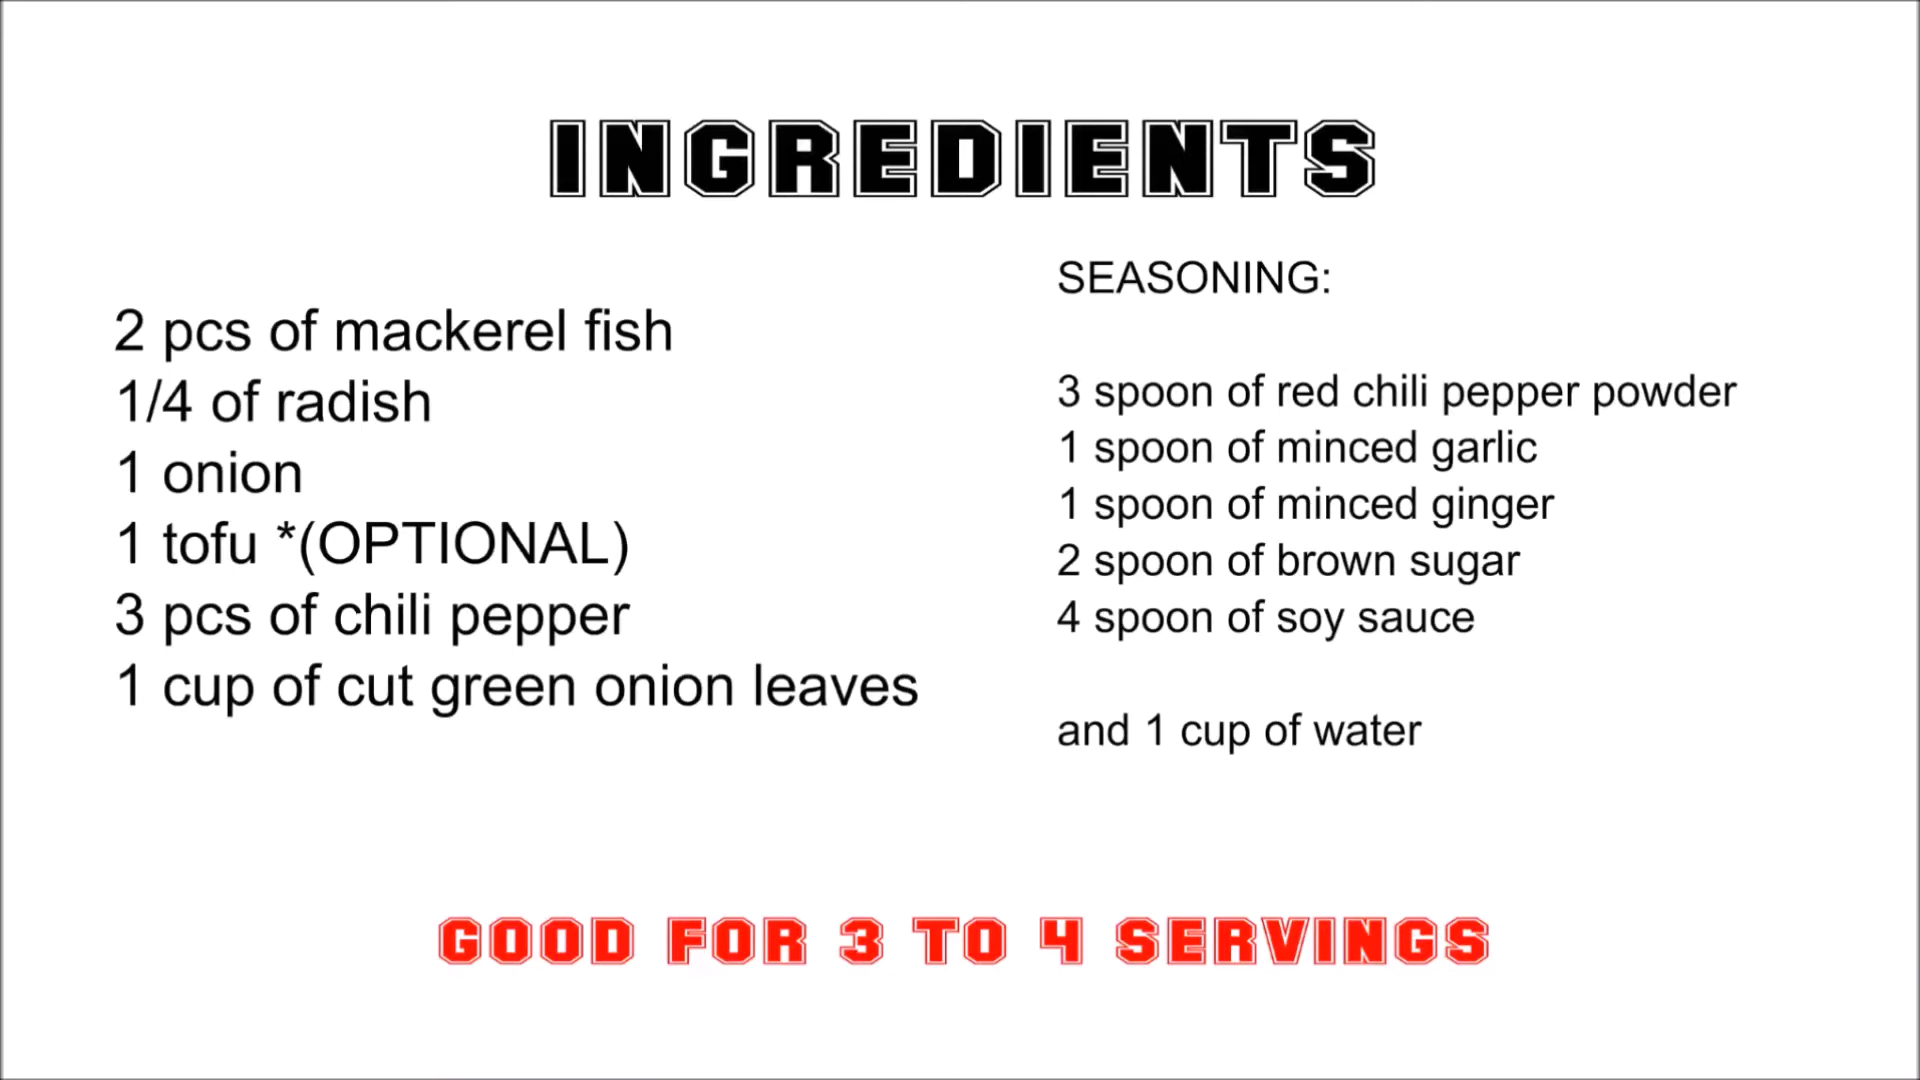 INGREDIENTS
2 pcs of mackerel fish
1/4 of radish
1 onion
1 tofu *(OPTIONAL)
3 pcs of chili pepper
1 cup of cut green onion leaves
SEASONING:
3 spoon of red chili pepper powder
1 spoon of minced garlic
1 spoon of minced ginger
2 spoon of brown sugar
4 spoon of soy sauce
and 1 cup of water
GOOD FOR 3 TO 4 SERVINGS